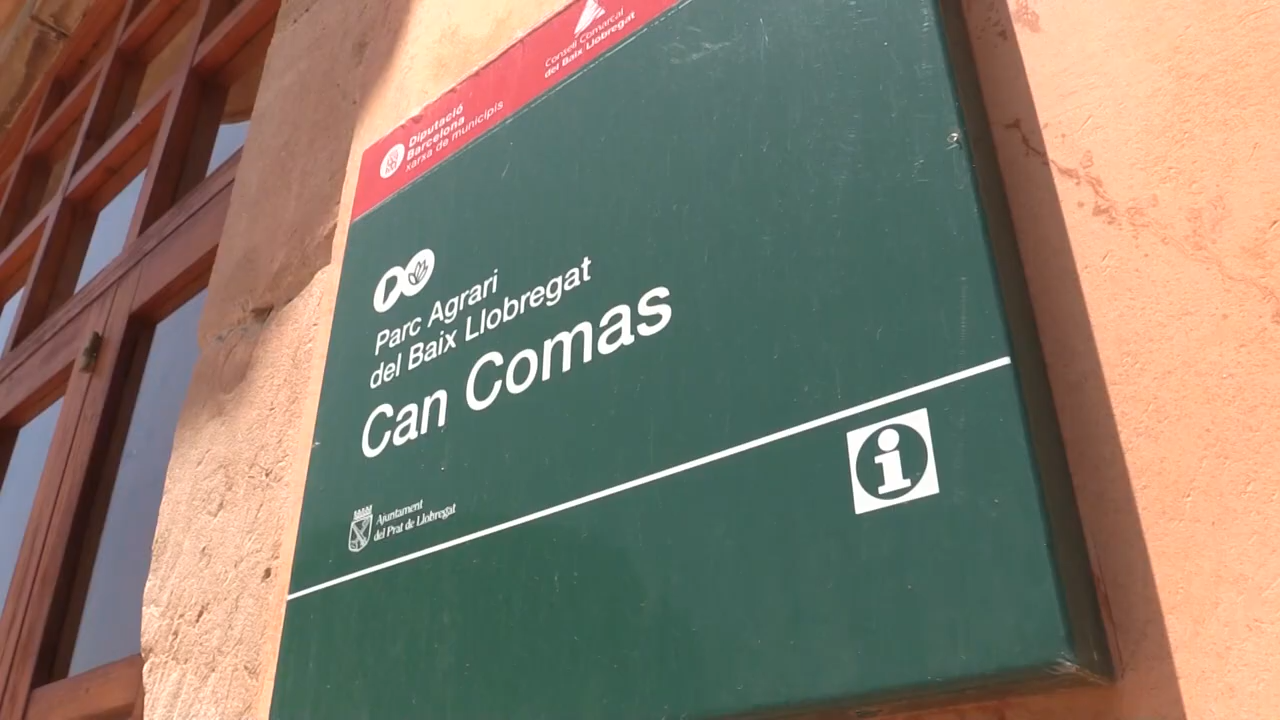 Consell Comarcal
del Baix Llobregat
Diputació
Barcelona
xarxa de municipis
Parc Agrari
del Baix Llobregat
Can Comas
Ajuntament
del Prat de Llobregat
i